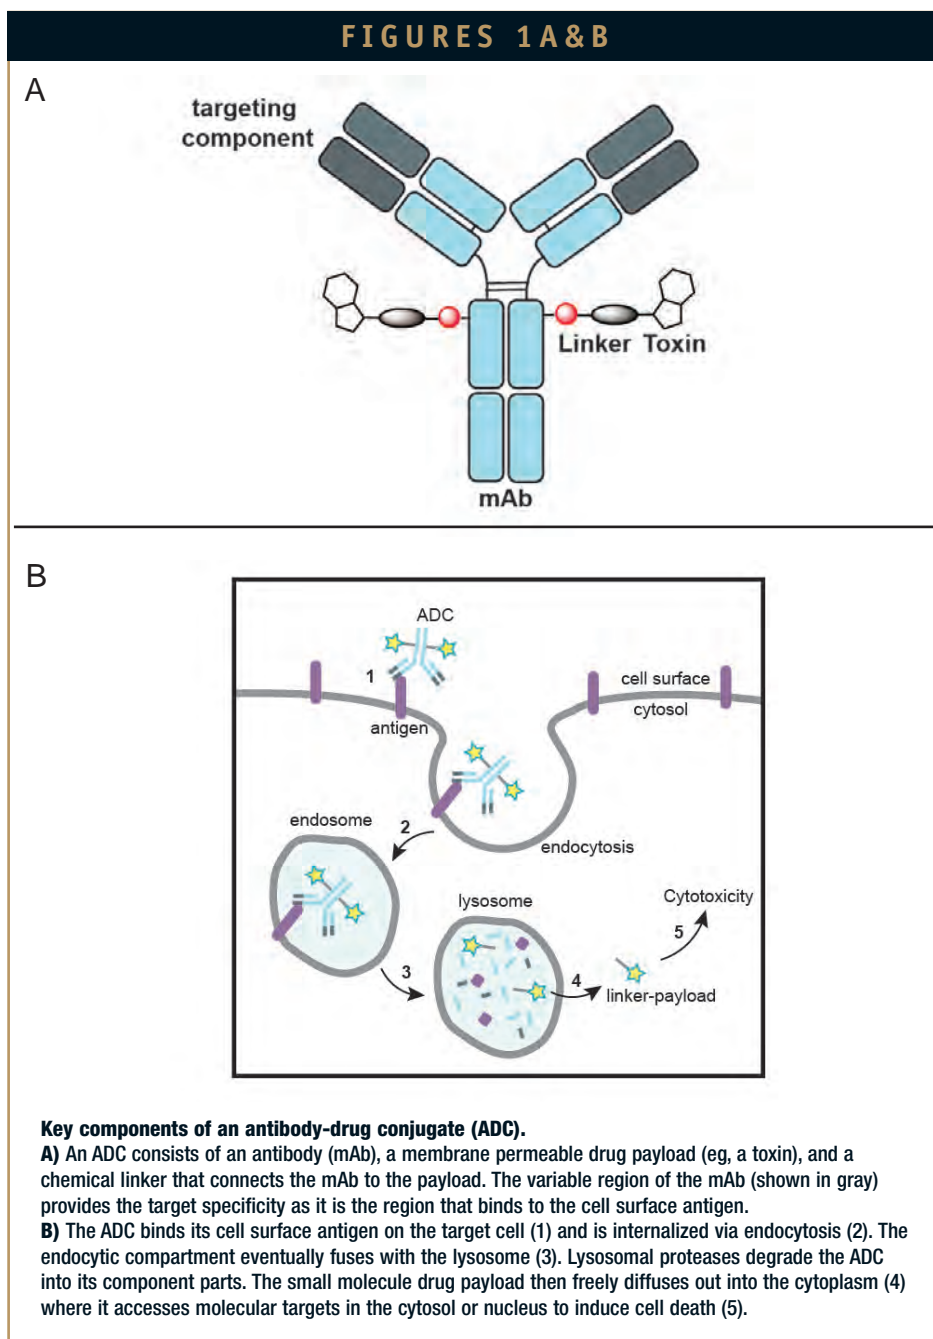 FIGURES 1A&B
A
targeting
component
Linker Toxin
mAb
B
ADC
1
cell surface
cytosol
antigen
endosome
2
endocytosis
lysosome
Cytotoxicity
5
3
4
linker-payload
Key components of an antibody-drug conjugate (ADC).
A) An ADC consists of an antibody (mAb), a membrane permeable drug payload (eg, a toxin), and a
chemical linker that connects the mAb to the payload. The variable region of the mAb (shown in gray)
provides the target specificity as it is the region that binds to the cell surface antigen.
B) The ADC binds its cell surface antigen on the target cell (1) and is internalized via endocytosis (2). The
endocytic compartment eventually fuses with the lysosome (3). Lysosomal proteases degrade the ADC
into its component parts. The small molecule drug payload then freely diffuses out into the cytoplasm (4)
where it accesses molecular targets in the cytosol or nucleus to induce cell death (5).